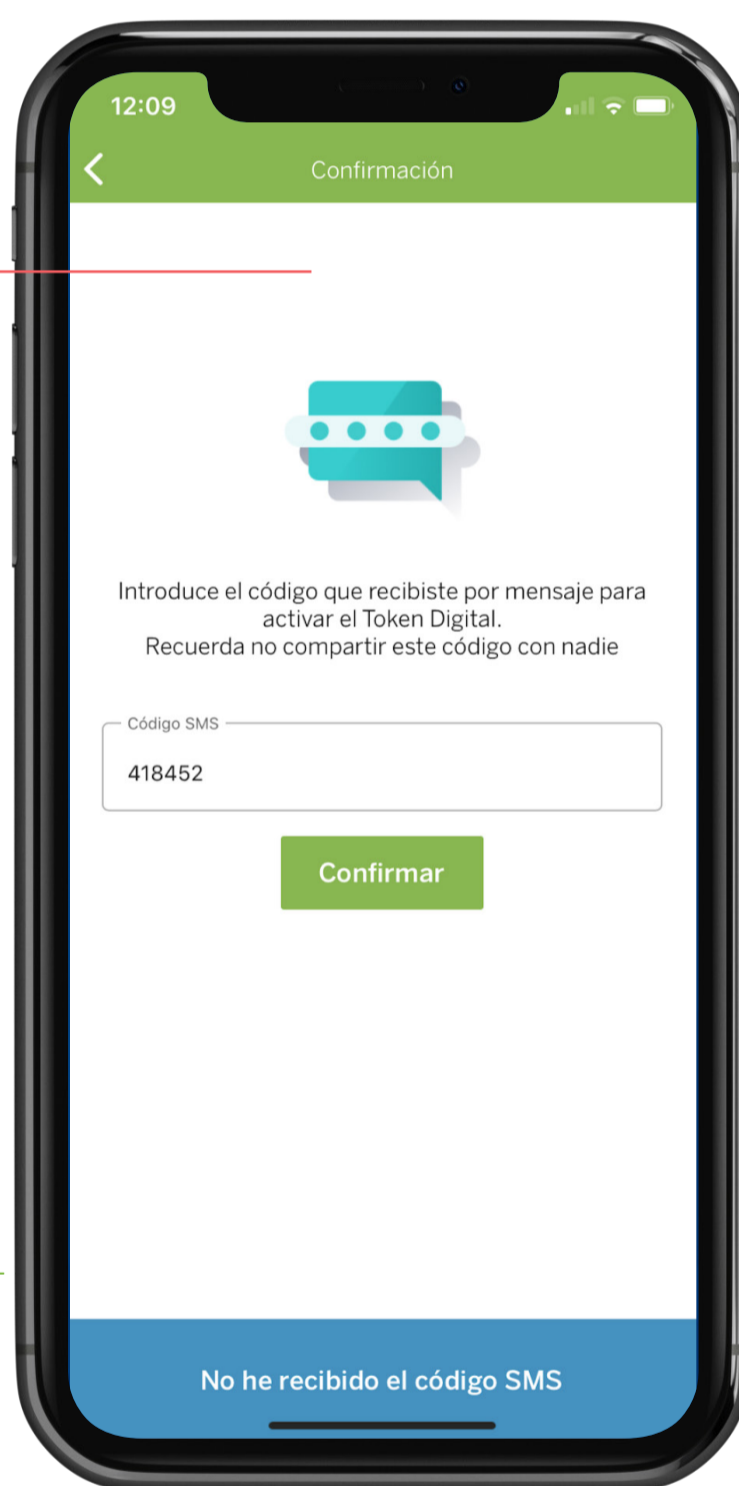 12:09
Confirmación
Introduce el código que recibiste por mensaje para
activar el Token Digital.
Recuerda no compartir este código con nadie
Código SMS
418452
Confirmar
No he recibido el código SMS